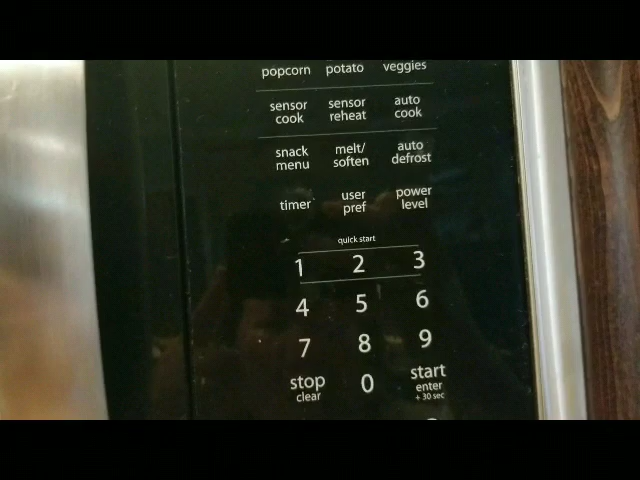 popcorn potato veggies
sensor cook sensor reheat auto cook
snack menu melt/ soften auto defrost
timer user pref power level
quick start
1 2 3
4 5 6
7 8 9
stop clear 0 start enter + 30 sec